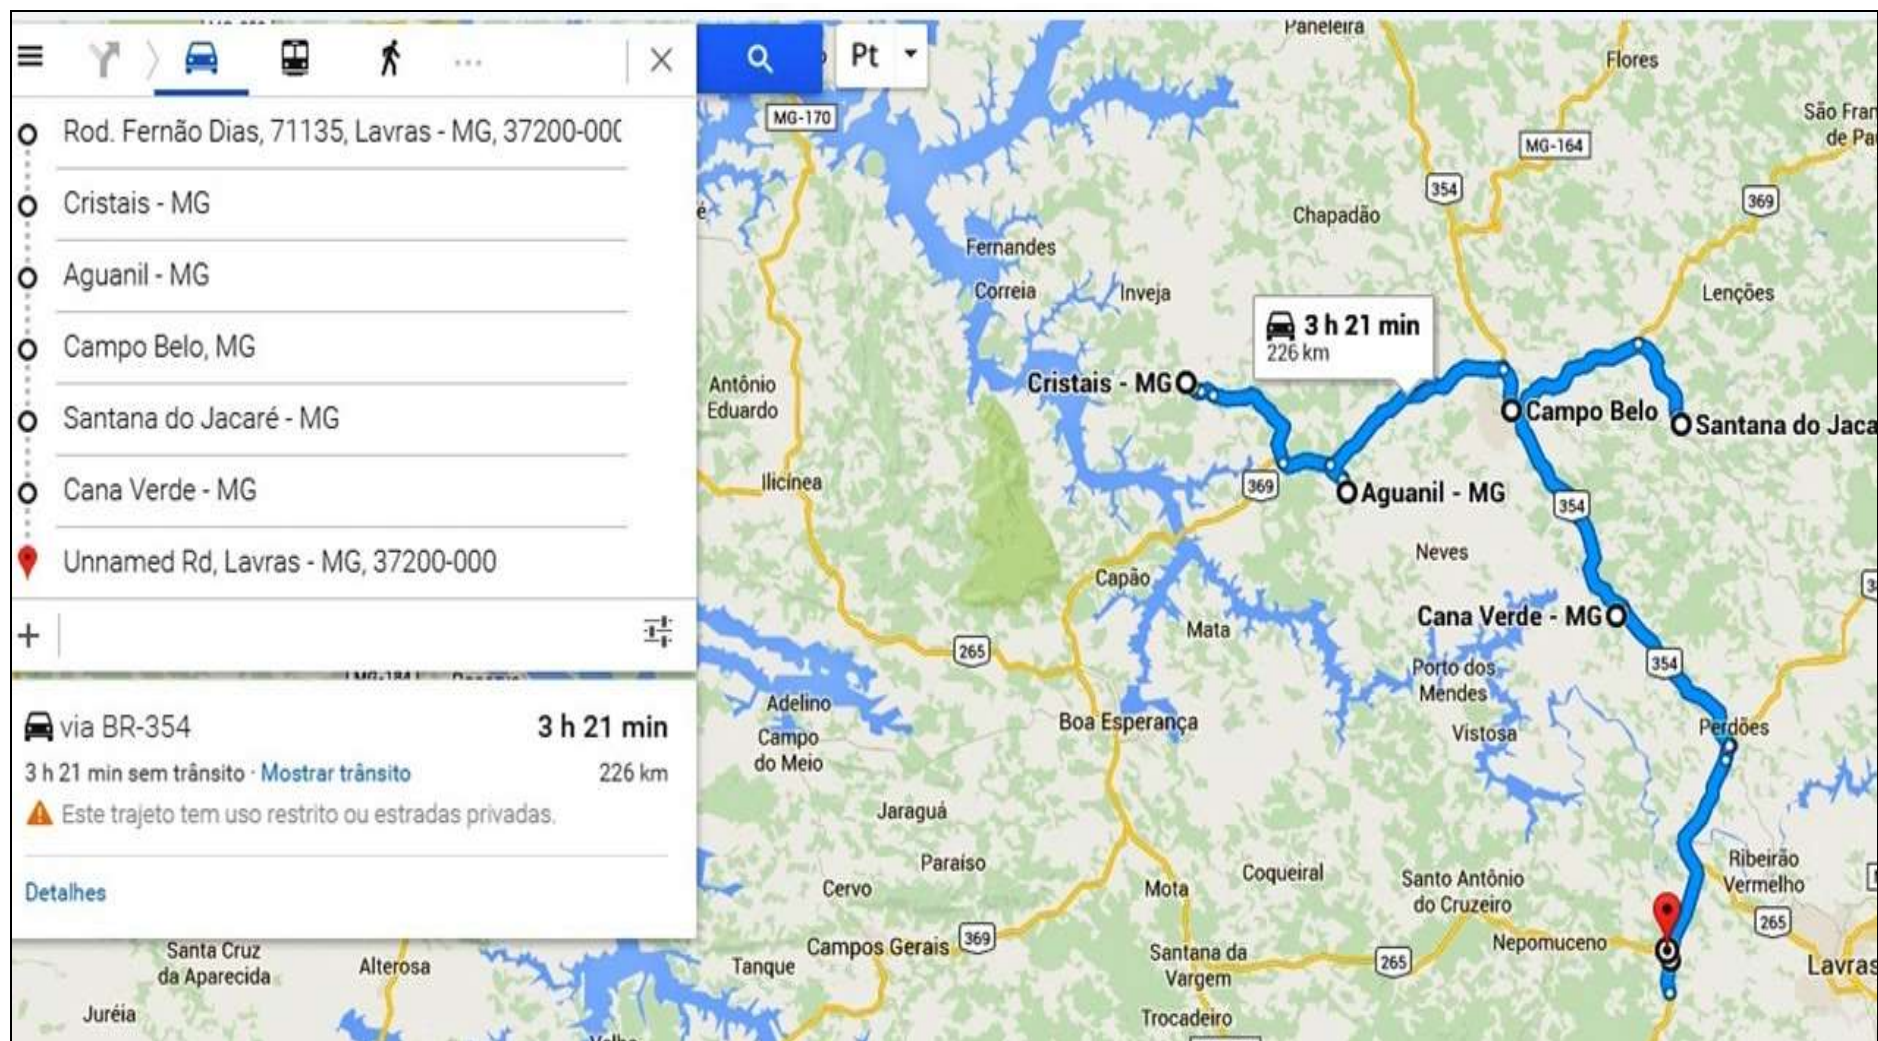 Rod. Fernão Dias, 71135, Lavras - MG, 37200-000
Cristais - MG
Aguanil - MG
Campo Belo, MG
Santana do Jacaré - MG
Cana Verde - MG
Unnamed Rd, Lavras - MG, 37200-000
via BR-354
3 h 21 min
3 h 21 min sem trânsito · Mostrar trânsito
226 km
Este trajeto tem uso restrito ou estradas privadas.
Detalhes
Pt
Paneleira
Flores
MG-170
São Fran
de Pa
MG-164
354
369
Chapadão
Fernandes
Correia
Inveja
Lenções
3 h 21 min
226 km
Cristais - MG
Antônio
Eduardo
Campo Belo
Santana do Jaca
Ilicínea
369
Aguanil - MG
354
Neves
Capão
Cana Verde - MG
Mata
265
354
Porto dos
Mendes
MG-184
Adelino
Boa Esperança
Perdões
Campo
do Meio
Vistosa
Jaraguá
Paraíso
Ribeirão
Vermelho
Coqueiral
Cervo
Mota
Santo Antônio
do Cruzeiro
265
Campos Gerais
369
Nepomuceno
Santa Cruz
da Aparecida
Alterosa
Tanque
Santana da
Vargem
265
Lavras
Juréia
Trocadeiro